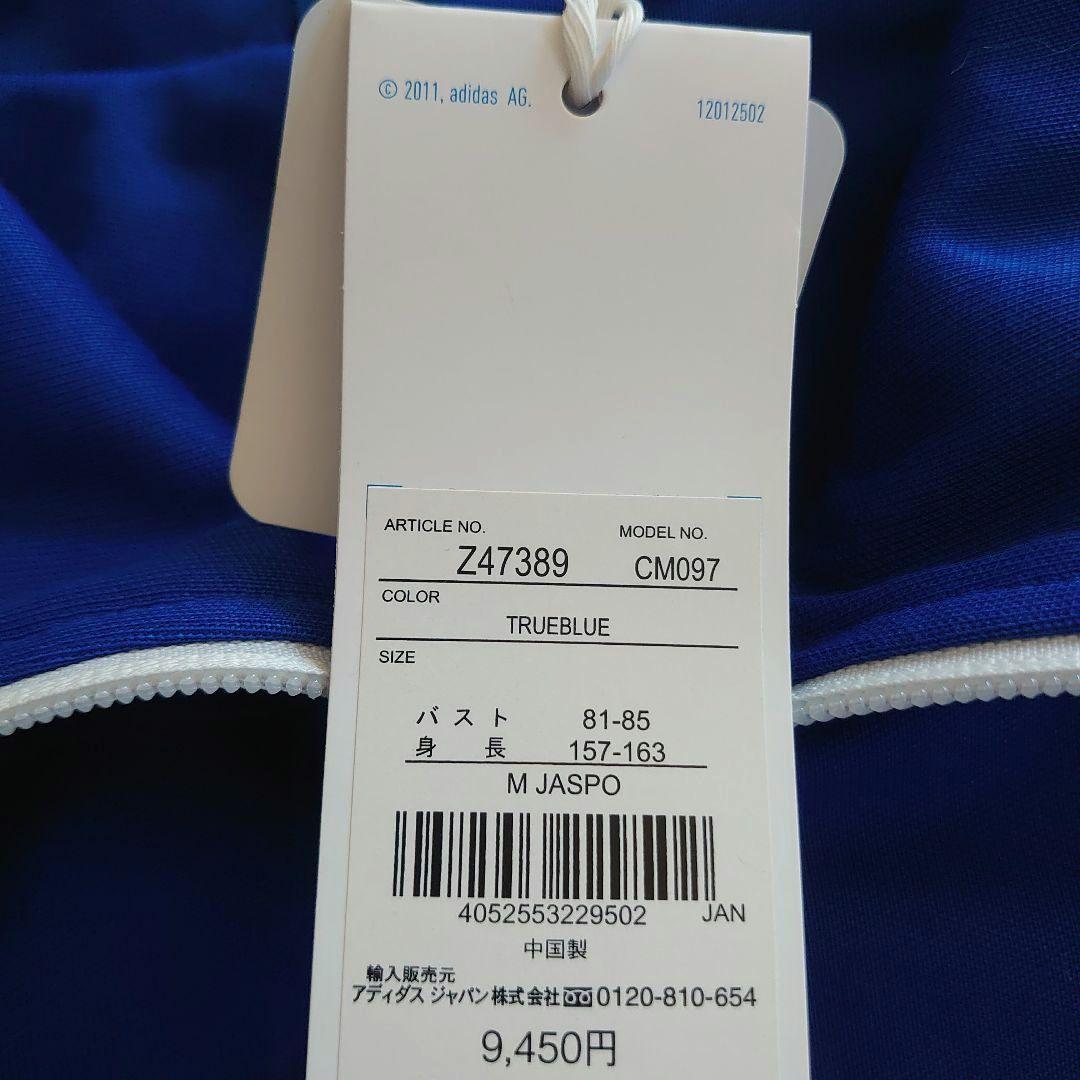 © 2011, adidas AG.
12012502
ARTICLE NO. MODEL NO.
Z47389 CM097
COLOR
TRUEBLUE
SIZE
バスト 81-85
身長 157-163
M JASPO
4052553229502 JAN
中国製
輸入販売元
アディダス ジャパン株式会社 0120-810-654
9,450円